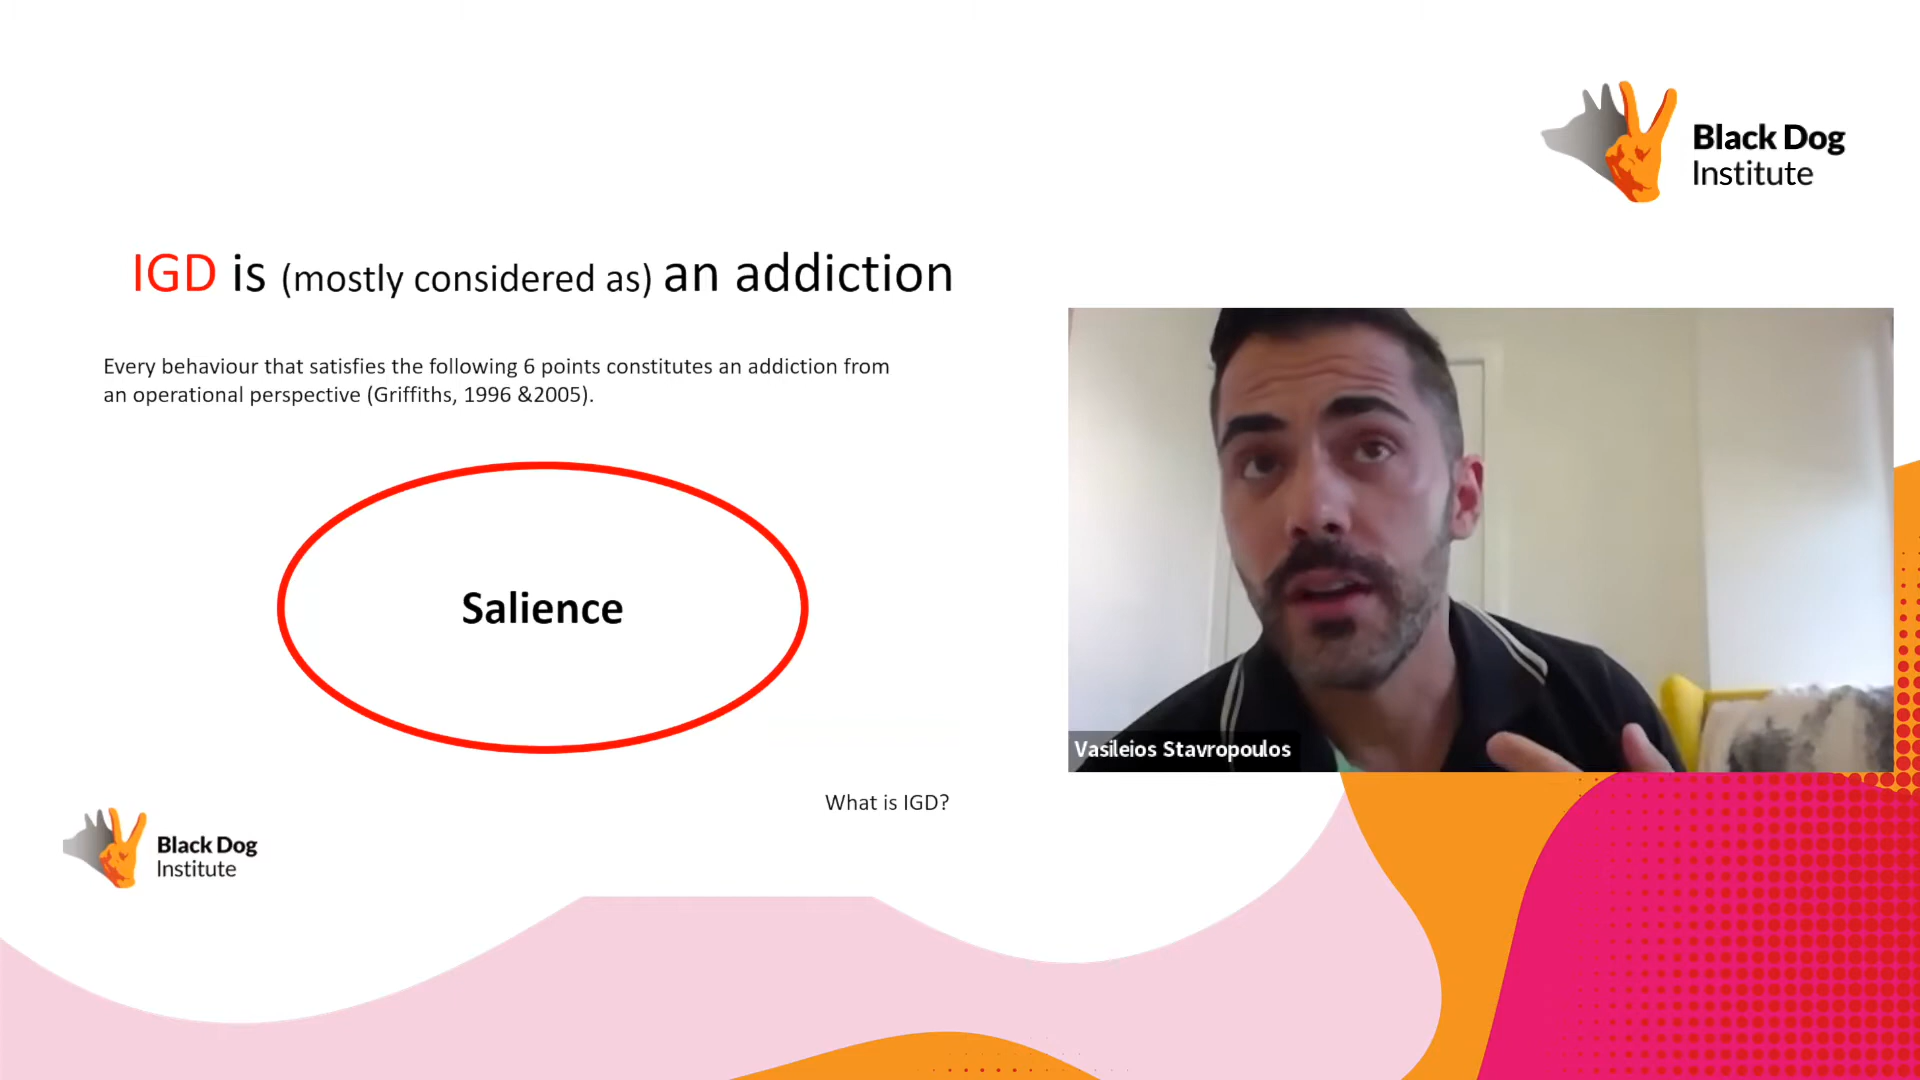 Black Dog
Institute
IGD is (mostly considered as) an addiction
Every behaviour that satisfies the following 6 points constitutes an addiction from
an operational perspective (Griffiths, 1996 &2005).
Salience
Vasileios Stavropoulos
What is IGD?
Black Dog
Institute